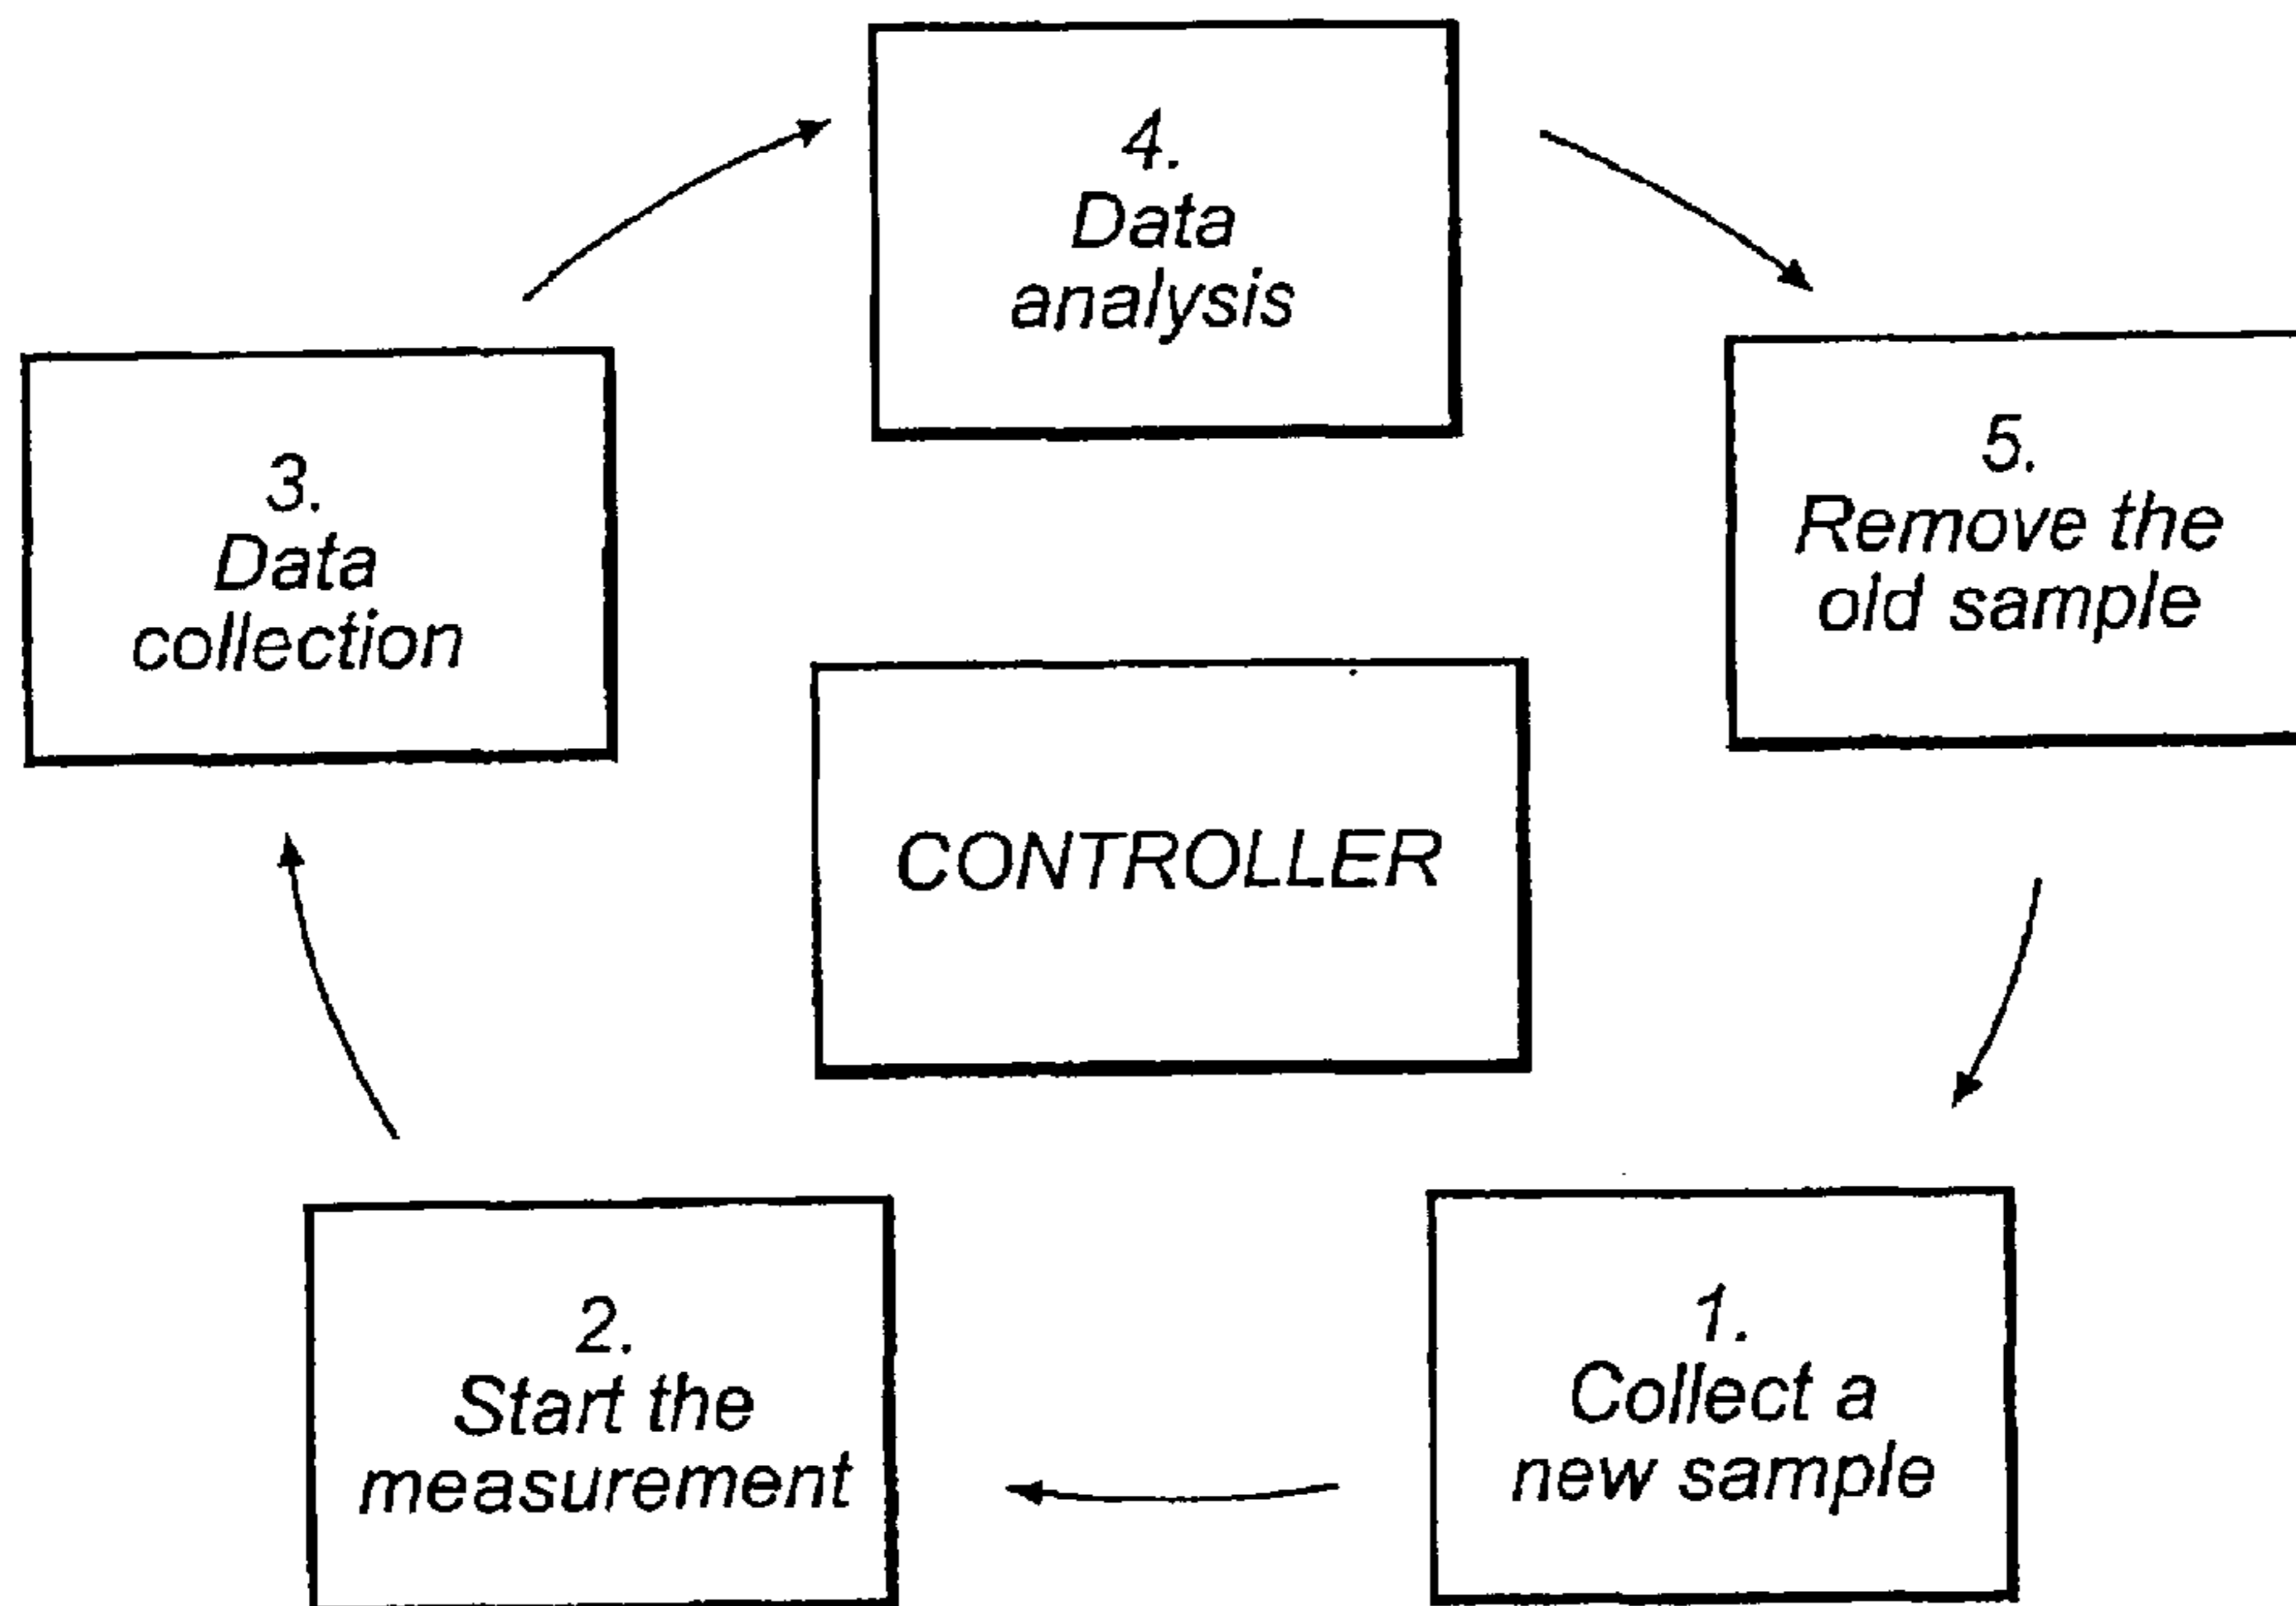 4.
Data
analysis
3.
Data
collection
5.
Remove the
old sample
CONTROLLER
2.
Start the
measurement
1.
Collect a
new sample